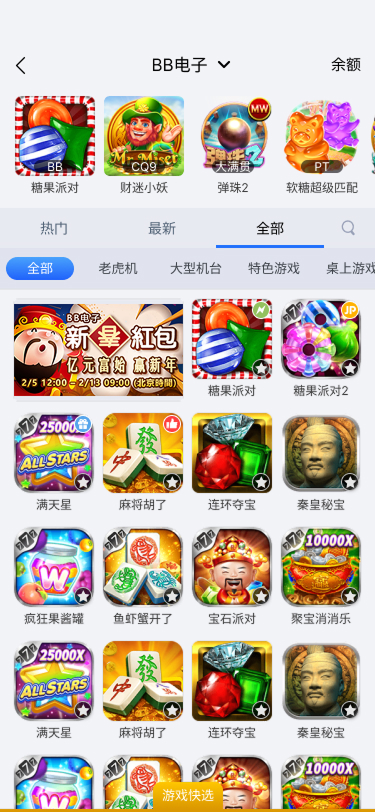 BB电子
余额
BB
CQ9
大满贯
MW
PT
糖果派对
财迷小妖
弹珠2
软糖超级匹配
热门
最新
全部
全部
老虎机
大型机台
特色游戏
桌上游戏
BB电子
新年红包
亿元富始 赢新年
2/5 12:00 – 2/18 09:00 (北京時間)
N
JP
糖果派对
糖果派对2
25000X
ALL STARS
满天星
麻将胡了
连环夺宝
秦皇秘宝
W
10000X
疯狂果酱罐
鱼虾蟹开了
宝石派对
聚宝消消乐
25000X
ALL STARS
满天星
麻将胡了
连环夺宝
秦皇秘宝
10000X
游戏快选